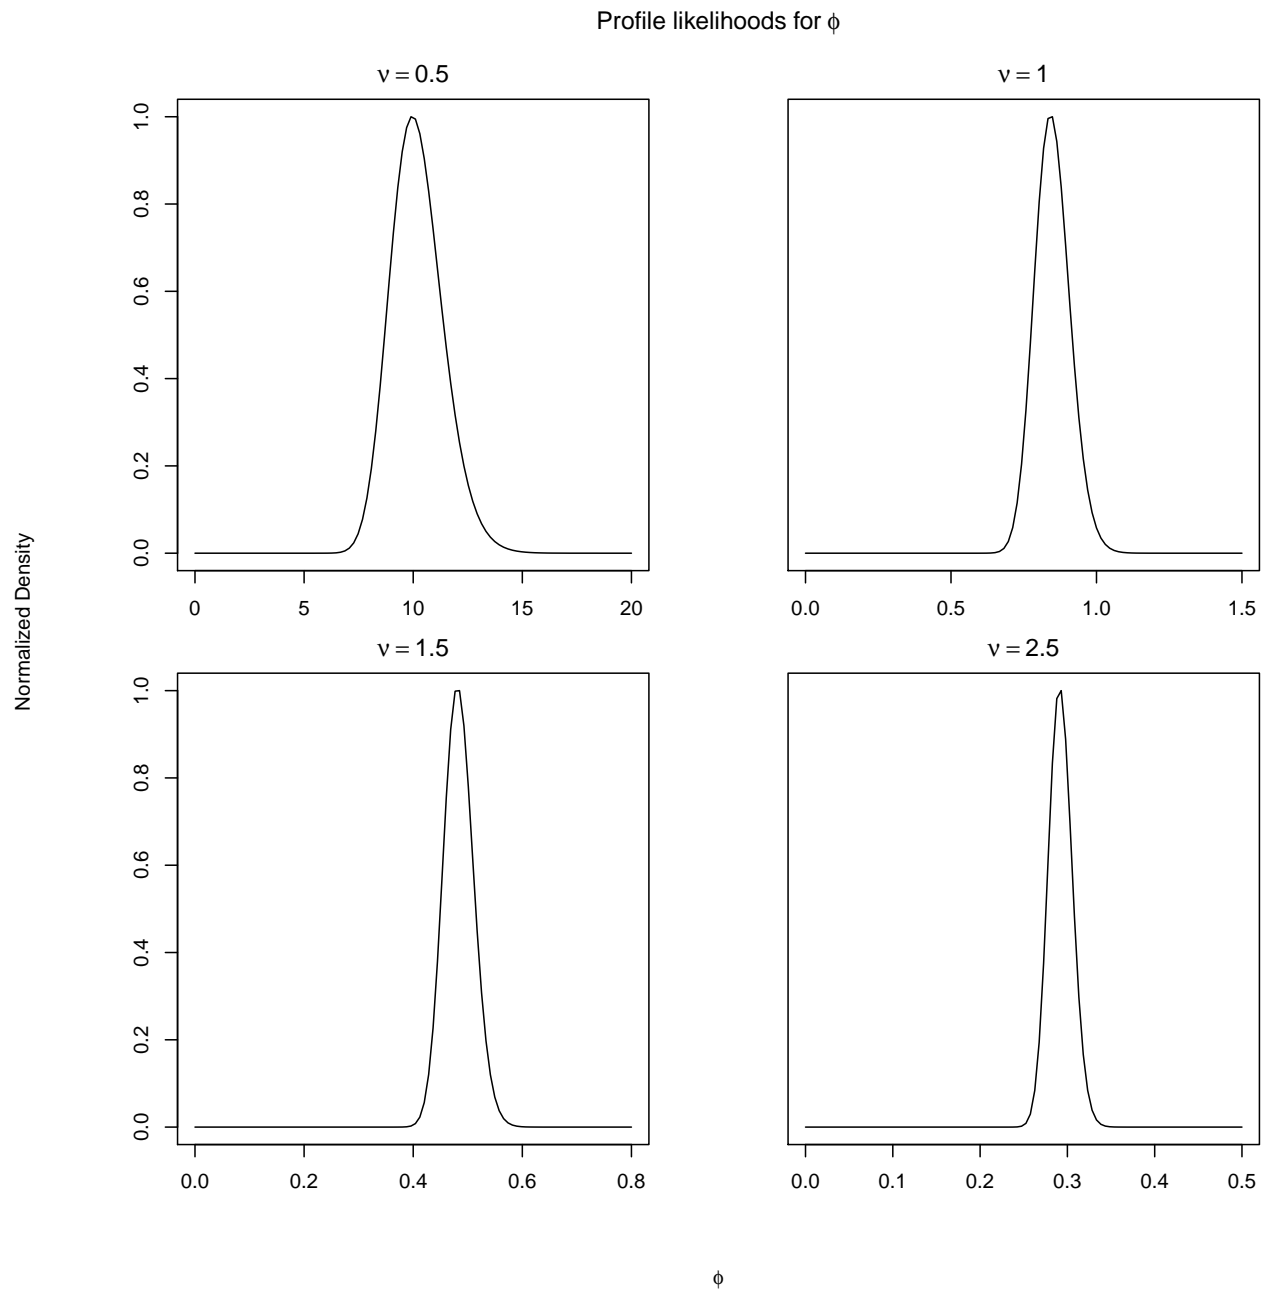 Profile likelihoods for ϕ
ν = 0.5
ν = 1
1.0
0.8
0.6
0.4
0.2
0.0
0 5 10 15 20
0.0 0.5 1.0 1.5
Normalized Density
ν = 1.5
ν = 2.5
1.0
0.8
0.6
0.4
0.2
0.0
0.0 0.2 0.4 0.6 0.8
0.0 0.1 0.2 0.3 0.4 0.5
ϕ